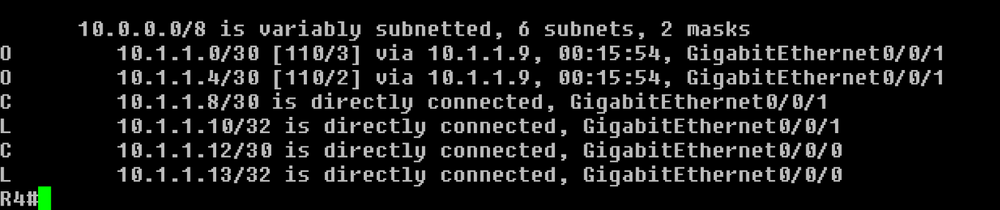 10.0.0.0/8 is variably subnetted, 6 subnets, 2 masks
O 10.1.1.0/30 [110/3] via 10.1.1.9, 00:15:54, GigabitEthernet0/0/1
O 10.1.1.4/30 [110/2] via 10.1.1.9, 00:15:54, GigabitEthernet0/0/1
C 10.1.1.8/30 is directly connected, GigabitEthernet0/0/1
L 10.1.1.10/32 is directly connected, GigabitEthernet0/0/1
C 10.1.1.12/30 is directly connected, GigabitEthernet0/0/0
L 10.1.1.13/32 is directly connected, GigabitEthernet0/0/0
R4#